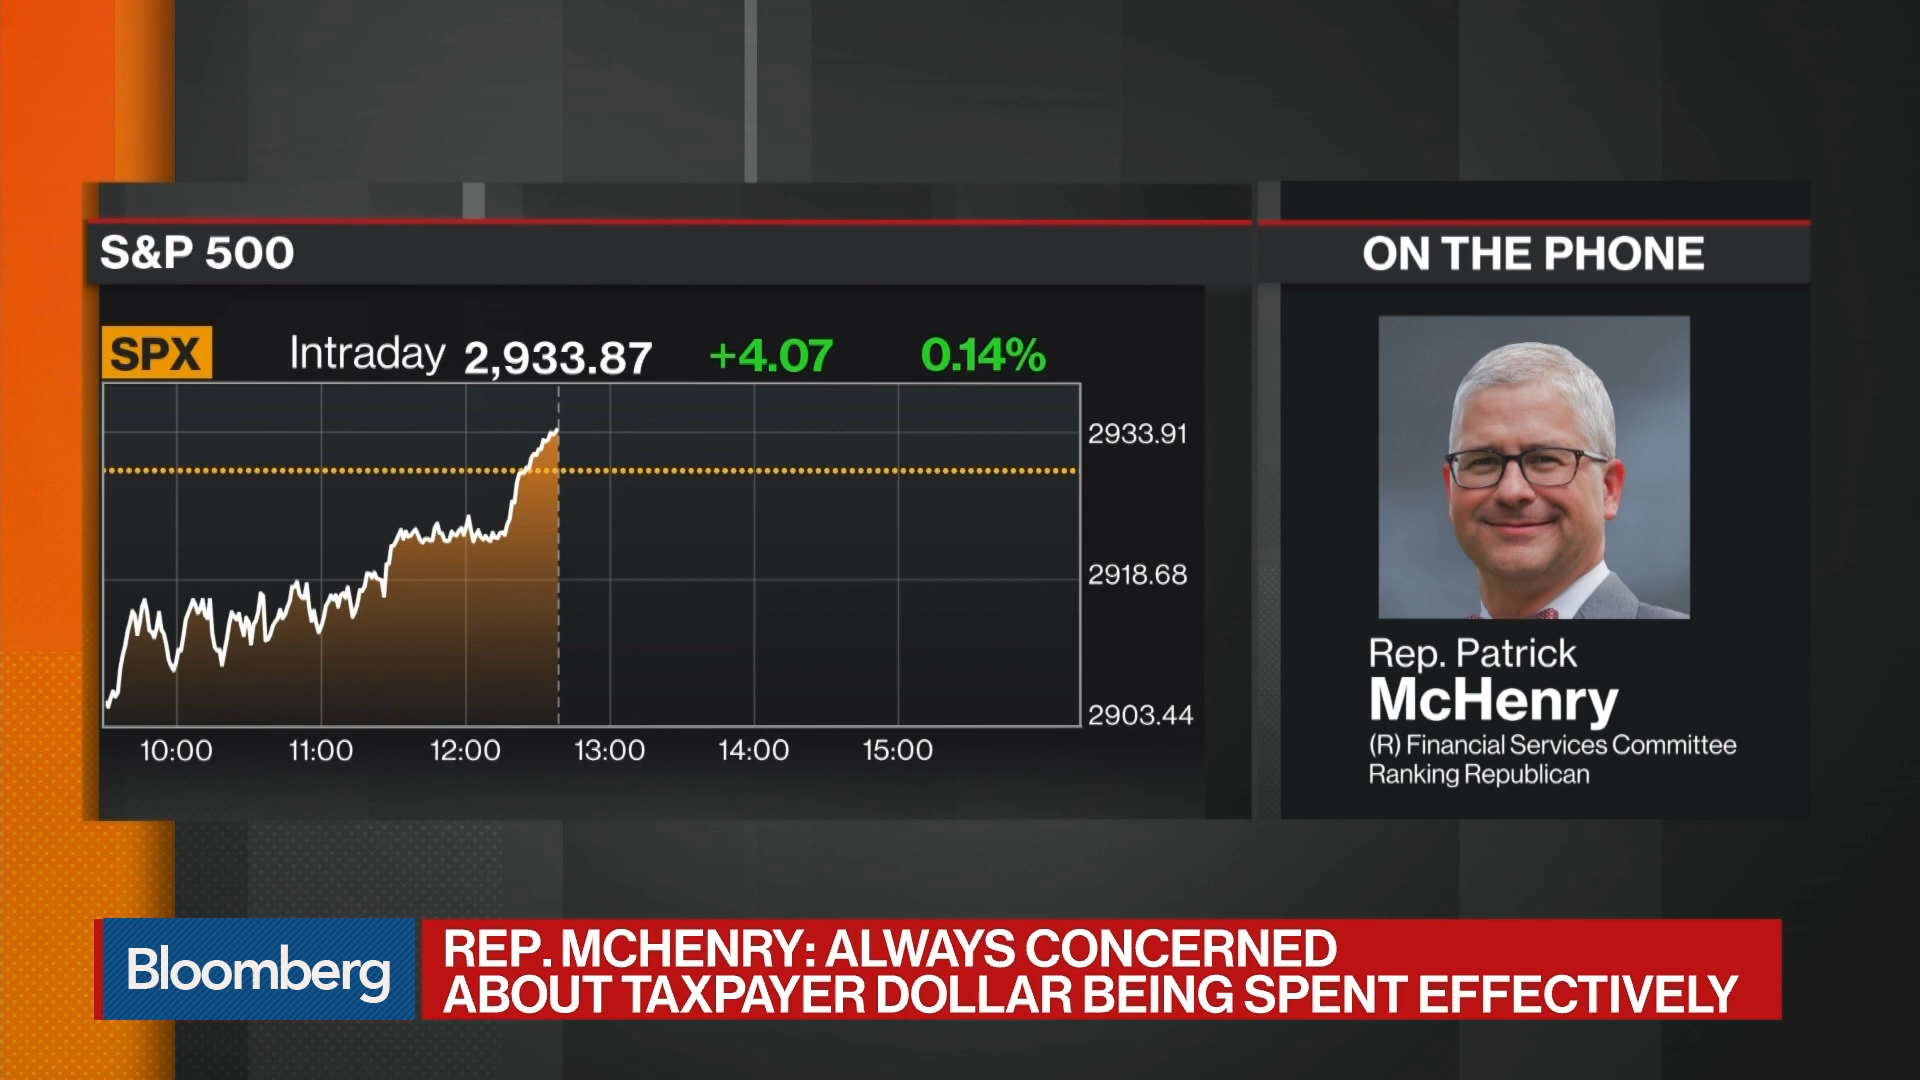 S&P 500
SPX Intraday 2,933.87 +4.07 0.14%
2933.91
2918.68
2903.44
10:00 11:00 12:00 13:00 14:00 15:00
ON THE PHONE
Rep. Patrick
McHenry
(R) Financial Services Committee
Ranking Republican
Bloomberg
REP. MCHENRY: ALWAYS CONCERNED
ABOUT TAXPAYER DOLLAR BEING SPENT EFFECTIVELY